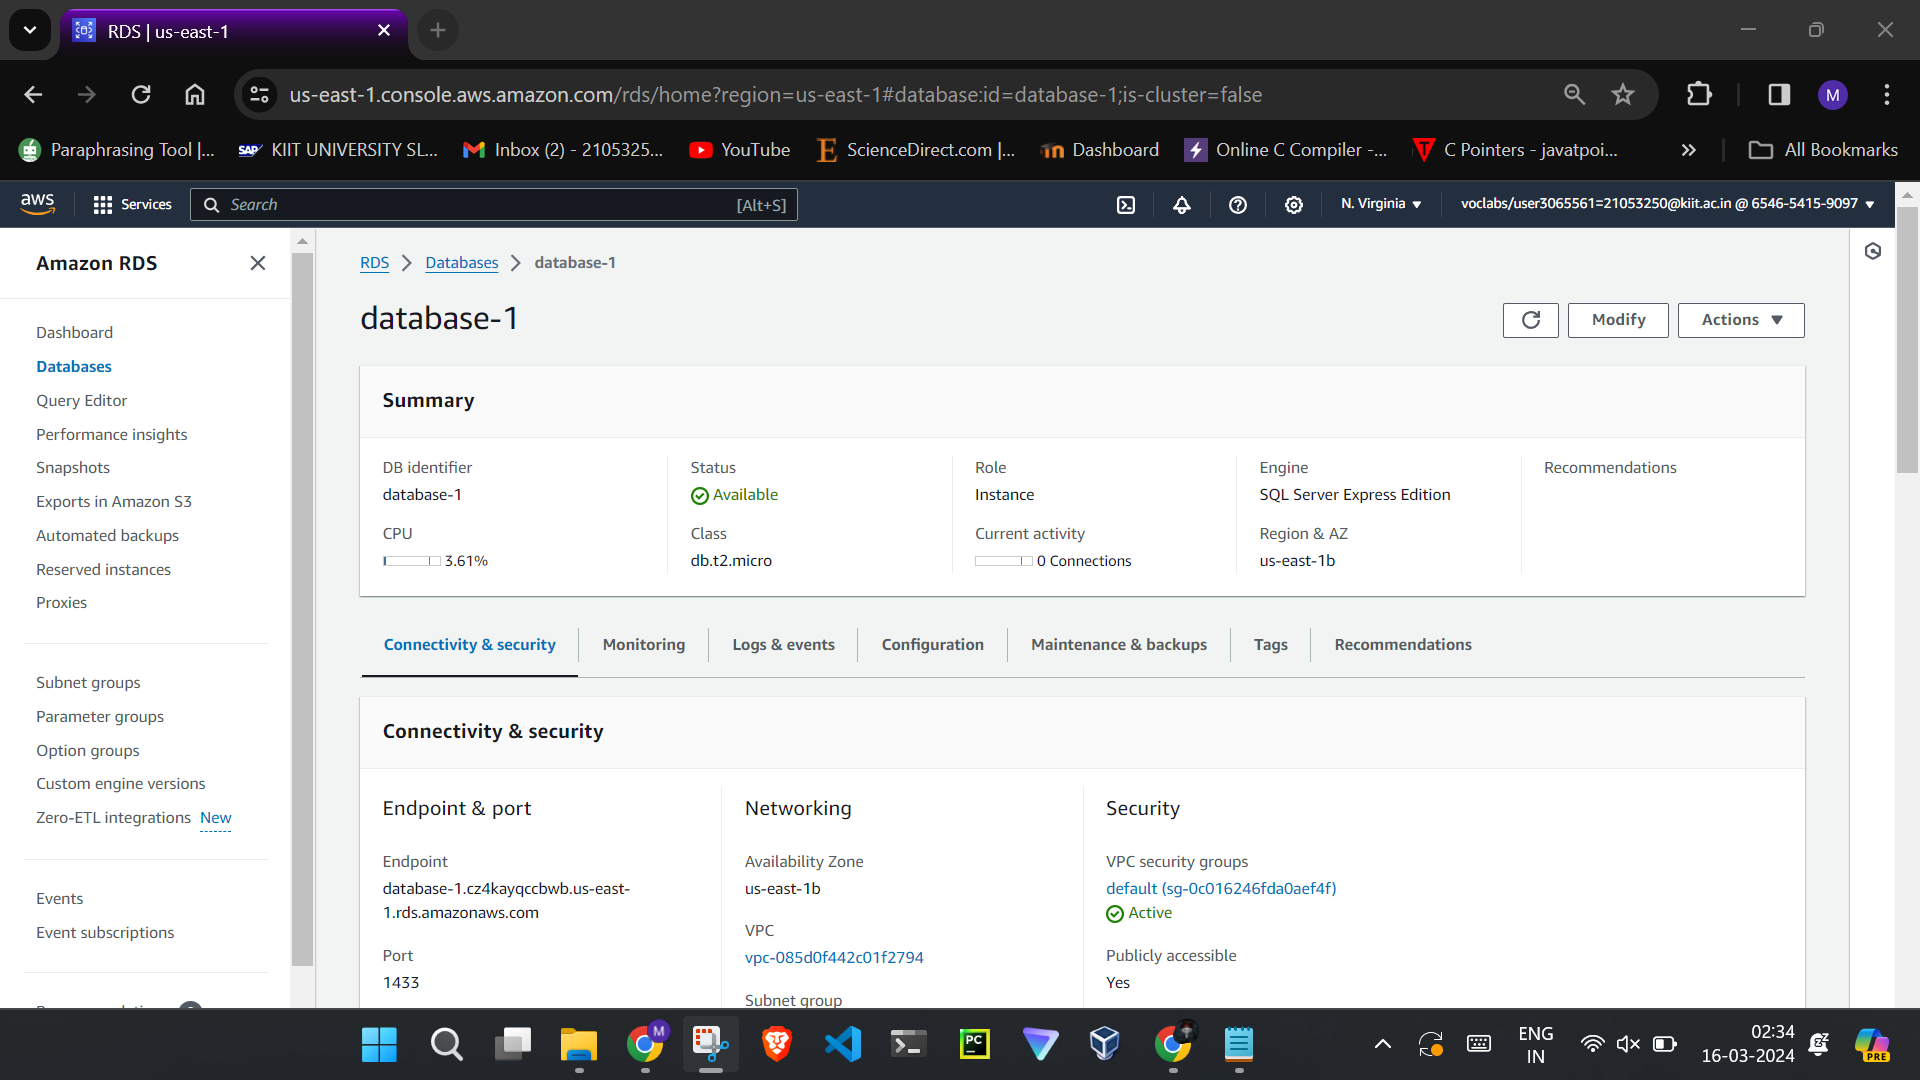 RDS | us-east-1
us-east-1.console.aws.amazon.com/rds/home?region=us-east-1#database:id=database-1;is-cluster=false
M
Paraphrasing Tool |...
SAP KIIT UNIVERSITY SL...
Inbox (2) - 2105325...
YouTube
ScienceDirect.com |...
Dashboard
Online C Compiler -...
C Pointers - javatpoi...
All Bookmarks
aws
Services
Search
[Alt+S]
N. Virginia
voclabs/user3065561=21053250@kiit.ac.in @ 6546-5415-9097
Amazon RDS
Dashboard
Databases
Query Editor
Performance insights
Snapshots
Exports in Amazon S3
Automated backups
Reserved instances
Proxies
Subnet groups
Parameter groups
Option groups
Custom engine versions
Zero-ETL integrations New
Events
Event subscriptions
RDS > Databases > database-1
database-1
Modify
Actions
Summary
DB identifier
database-1
CPU
3.61%
Status
Available
Class
db.t2.micro
Role
Instance
Current activity
0 Connections
Engine
SQL Server Express Edition
Region & AZ
us-east-1b
Recommendations
Connectivity & security
Monitoring
Logs & events
Configuration
Maintenance & backups
Tags
Recommendations
Connectivity & security
Endpoint & port
Endpoint
database-1.cz4kayqccbwb.us-east-
1.rds.amazonaws.com
Port
1433
Networking
Availability Zone
us-east-1b
VPC
vpc-085d0f442c01f2794
Subnet group
Security
VPC security groups
default (sg-0c016246fda0aef4f)
Active
Publicly accessible
Yes
M
PC
ENG
IN
02:34
16-03-2024
PRE